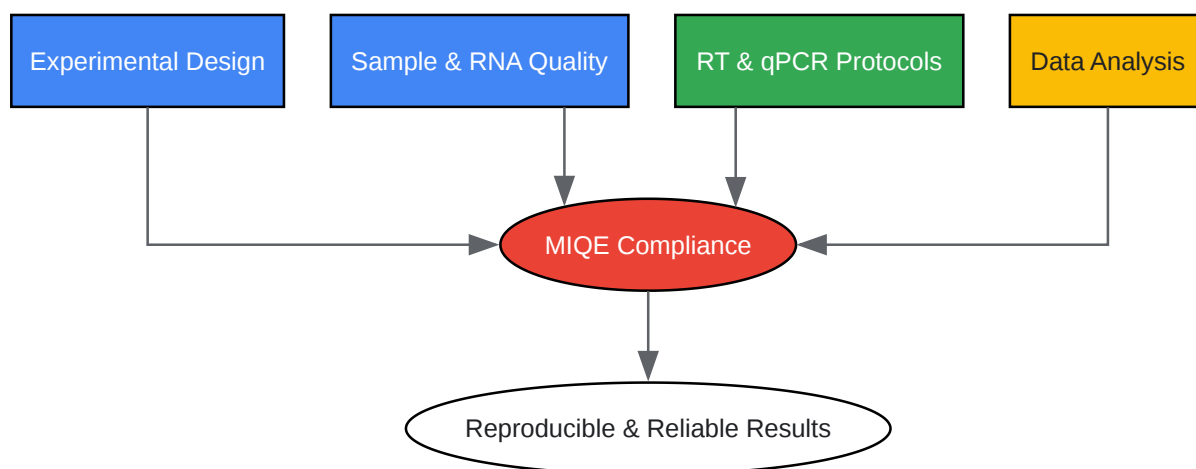 Experimental Design
Sample & RNA Quality
RT & qPCR Protocols
Data Analysis
MIQE Compliance
Reproducible & Reliable Results